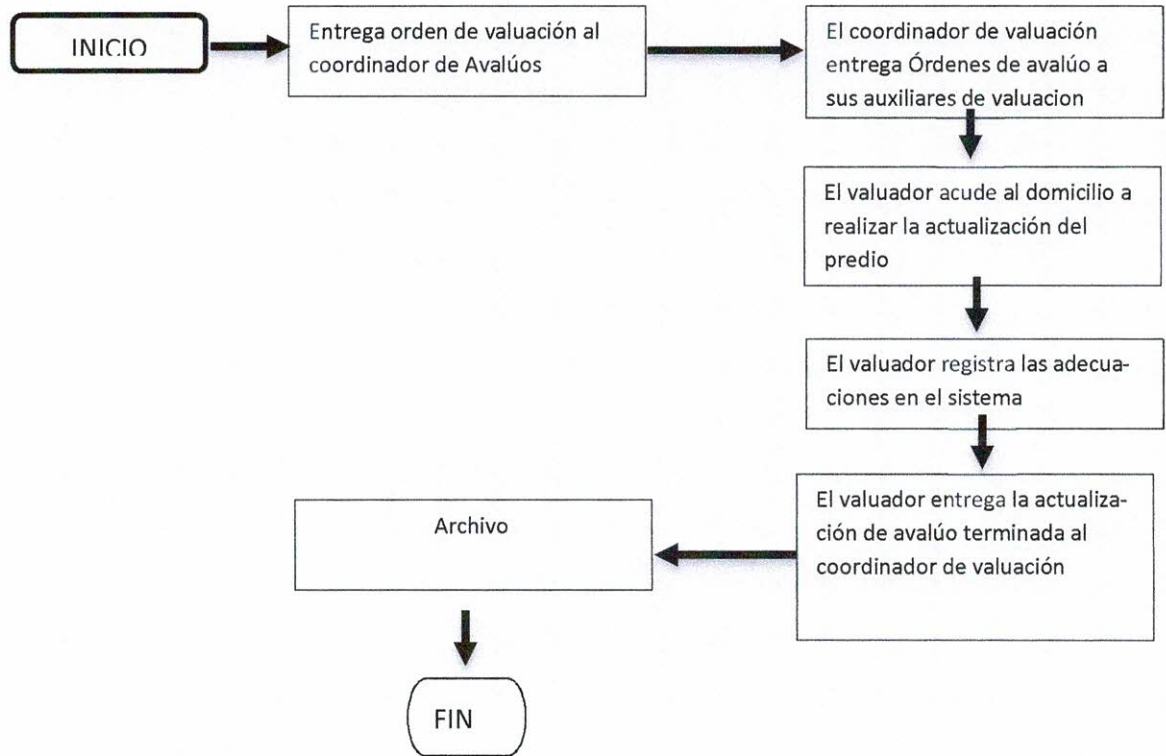 INICIO
Entrega orden de valuación al
coordinador de Avalúos
El coordinador de valuación
entrega Órdenes de avalúo a
sus auxiliares de valuacion
El valuador acude al domicilio a
realizar la actualización del
predio
El valuador registra las adecua-
ciones en el sistema
El valuador entrega la actualiza-
ción de avalúo terminada al
coordinador de valuación
Archivo
FIN